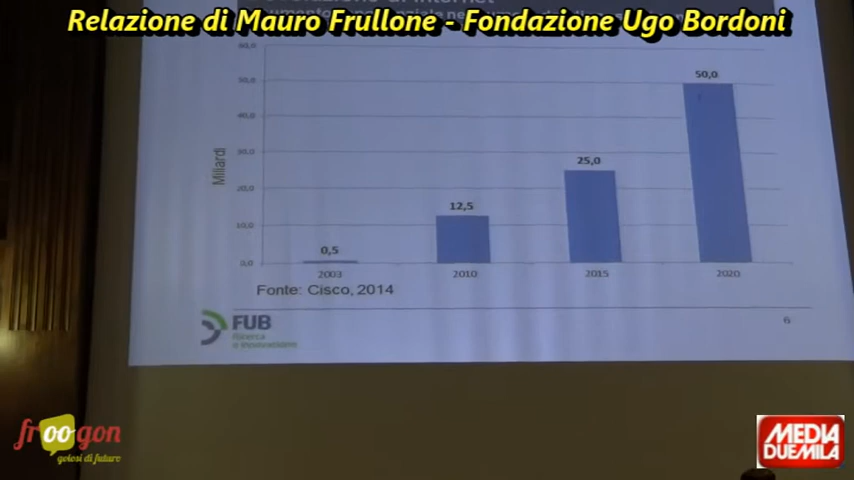 Relazione di Mauro Frullone - Fondazione Ugo Bordoni
60,0
50,0
40,0
30,0
20,0
10,0
0,0
Miliardi
0,5
12,5
25,0
50,0
2003
2010
2015
2020
Fonte: Cisco, 2014
FUB
Ricerca
e Innovazione
6
froogon
golosi di futuro
MEDIA
DUEMILA